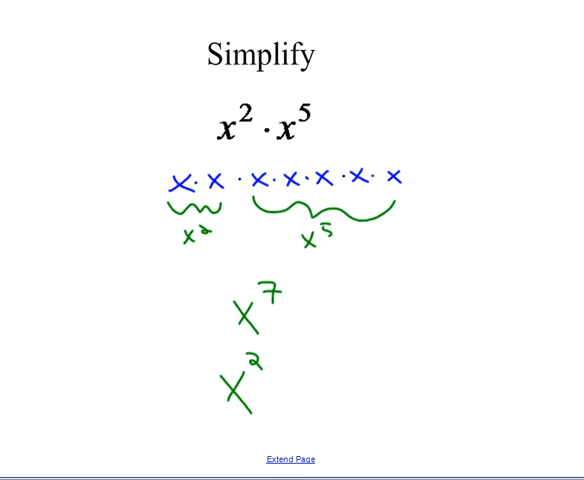 Simplify
x² · x⁵
x · x · x · x · x · x · x
x² x⁵
x⁷
x²
Extend Page